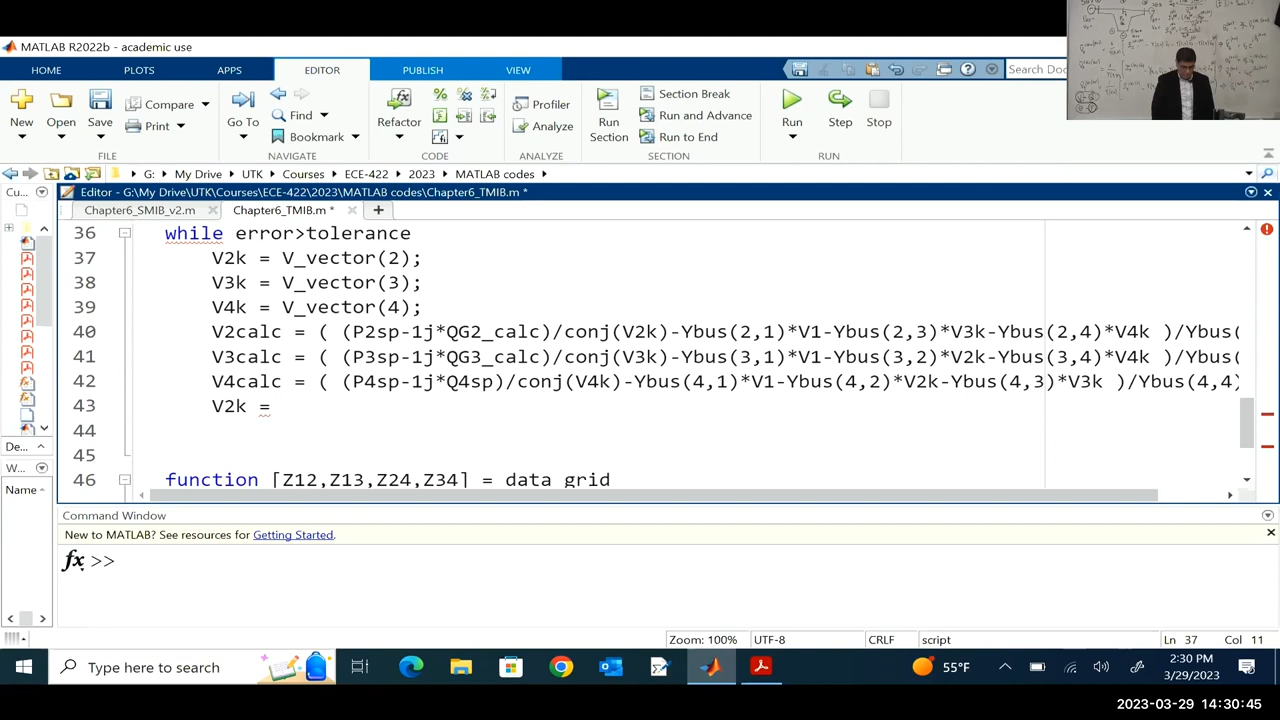 MATLAB R2022b - academic use
HOME PLOTS APPS EDITOR PUBLISH VIEW Search Doc
New Open Save Compare Print Go To Find Bookmark Refactor Profiler Analyze Run Section Section Break Run and Advance Run to End Run Step Stop
FILE NAVIGATE CODE ANALYZE SECTION RUN
G: My Drive UTK Courses ECE-422 2023 MATLAB codes
Cu... Editor - G:\My Drive\UTK\Courses\ECE-422\2023\MATLAB codes\Chapter6_TMIB.m *
Chapter6_SMIB_v2.m Chapter6_TMIB.m * +
36 while error>tolerance
37 V2k = V_vector(2);
38 V3k = V_vector(3);
39 V4k = V_vector(4);
40 V2calc = ( (P2sp-1j*QG2_calc)/conj(V2k)-Ybus(2,1)*V1-Ybus(2,3)*V3k-Ybus(2,4)*V4k )/Ybus(
41 V3calc = ( (P3sp-1j*QG3_calc)/conj(V3k)-Ybus(3,1)*V1-Ybus(3,2)*V2k-Ybus(3,4)*V4k )/Ybus(
42 V4calc = ( (P4sp-1j*Q4sp)/conj(V4k)-Ybus(4,1)*V1-Ybus(4,2)*V2k-Ybus(4,3)*V3k )/Ybus(4,4)
43 V2k =
44
45
46 function [Z12,Z13,Z24,Z34] = data_grid
De...
W...
Name
Command Window
New to MATLAB? See resources for Getting Started.
fx >>
Zoom: 100% UTF-8 CRLF script Ln 37 Col 11
Type here to search 55°F 2:30 PM
3/29/2023
2023-03-29 14:30:45